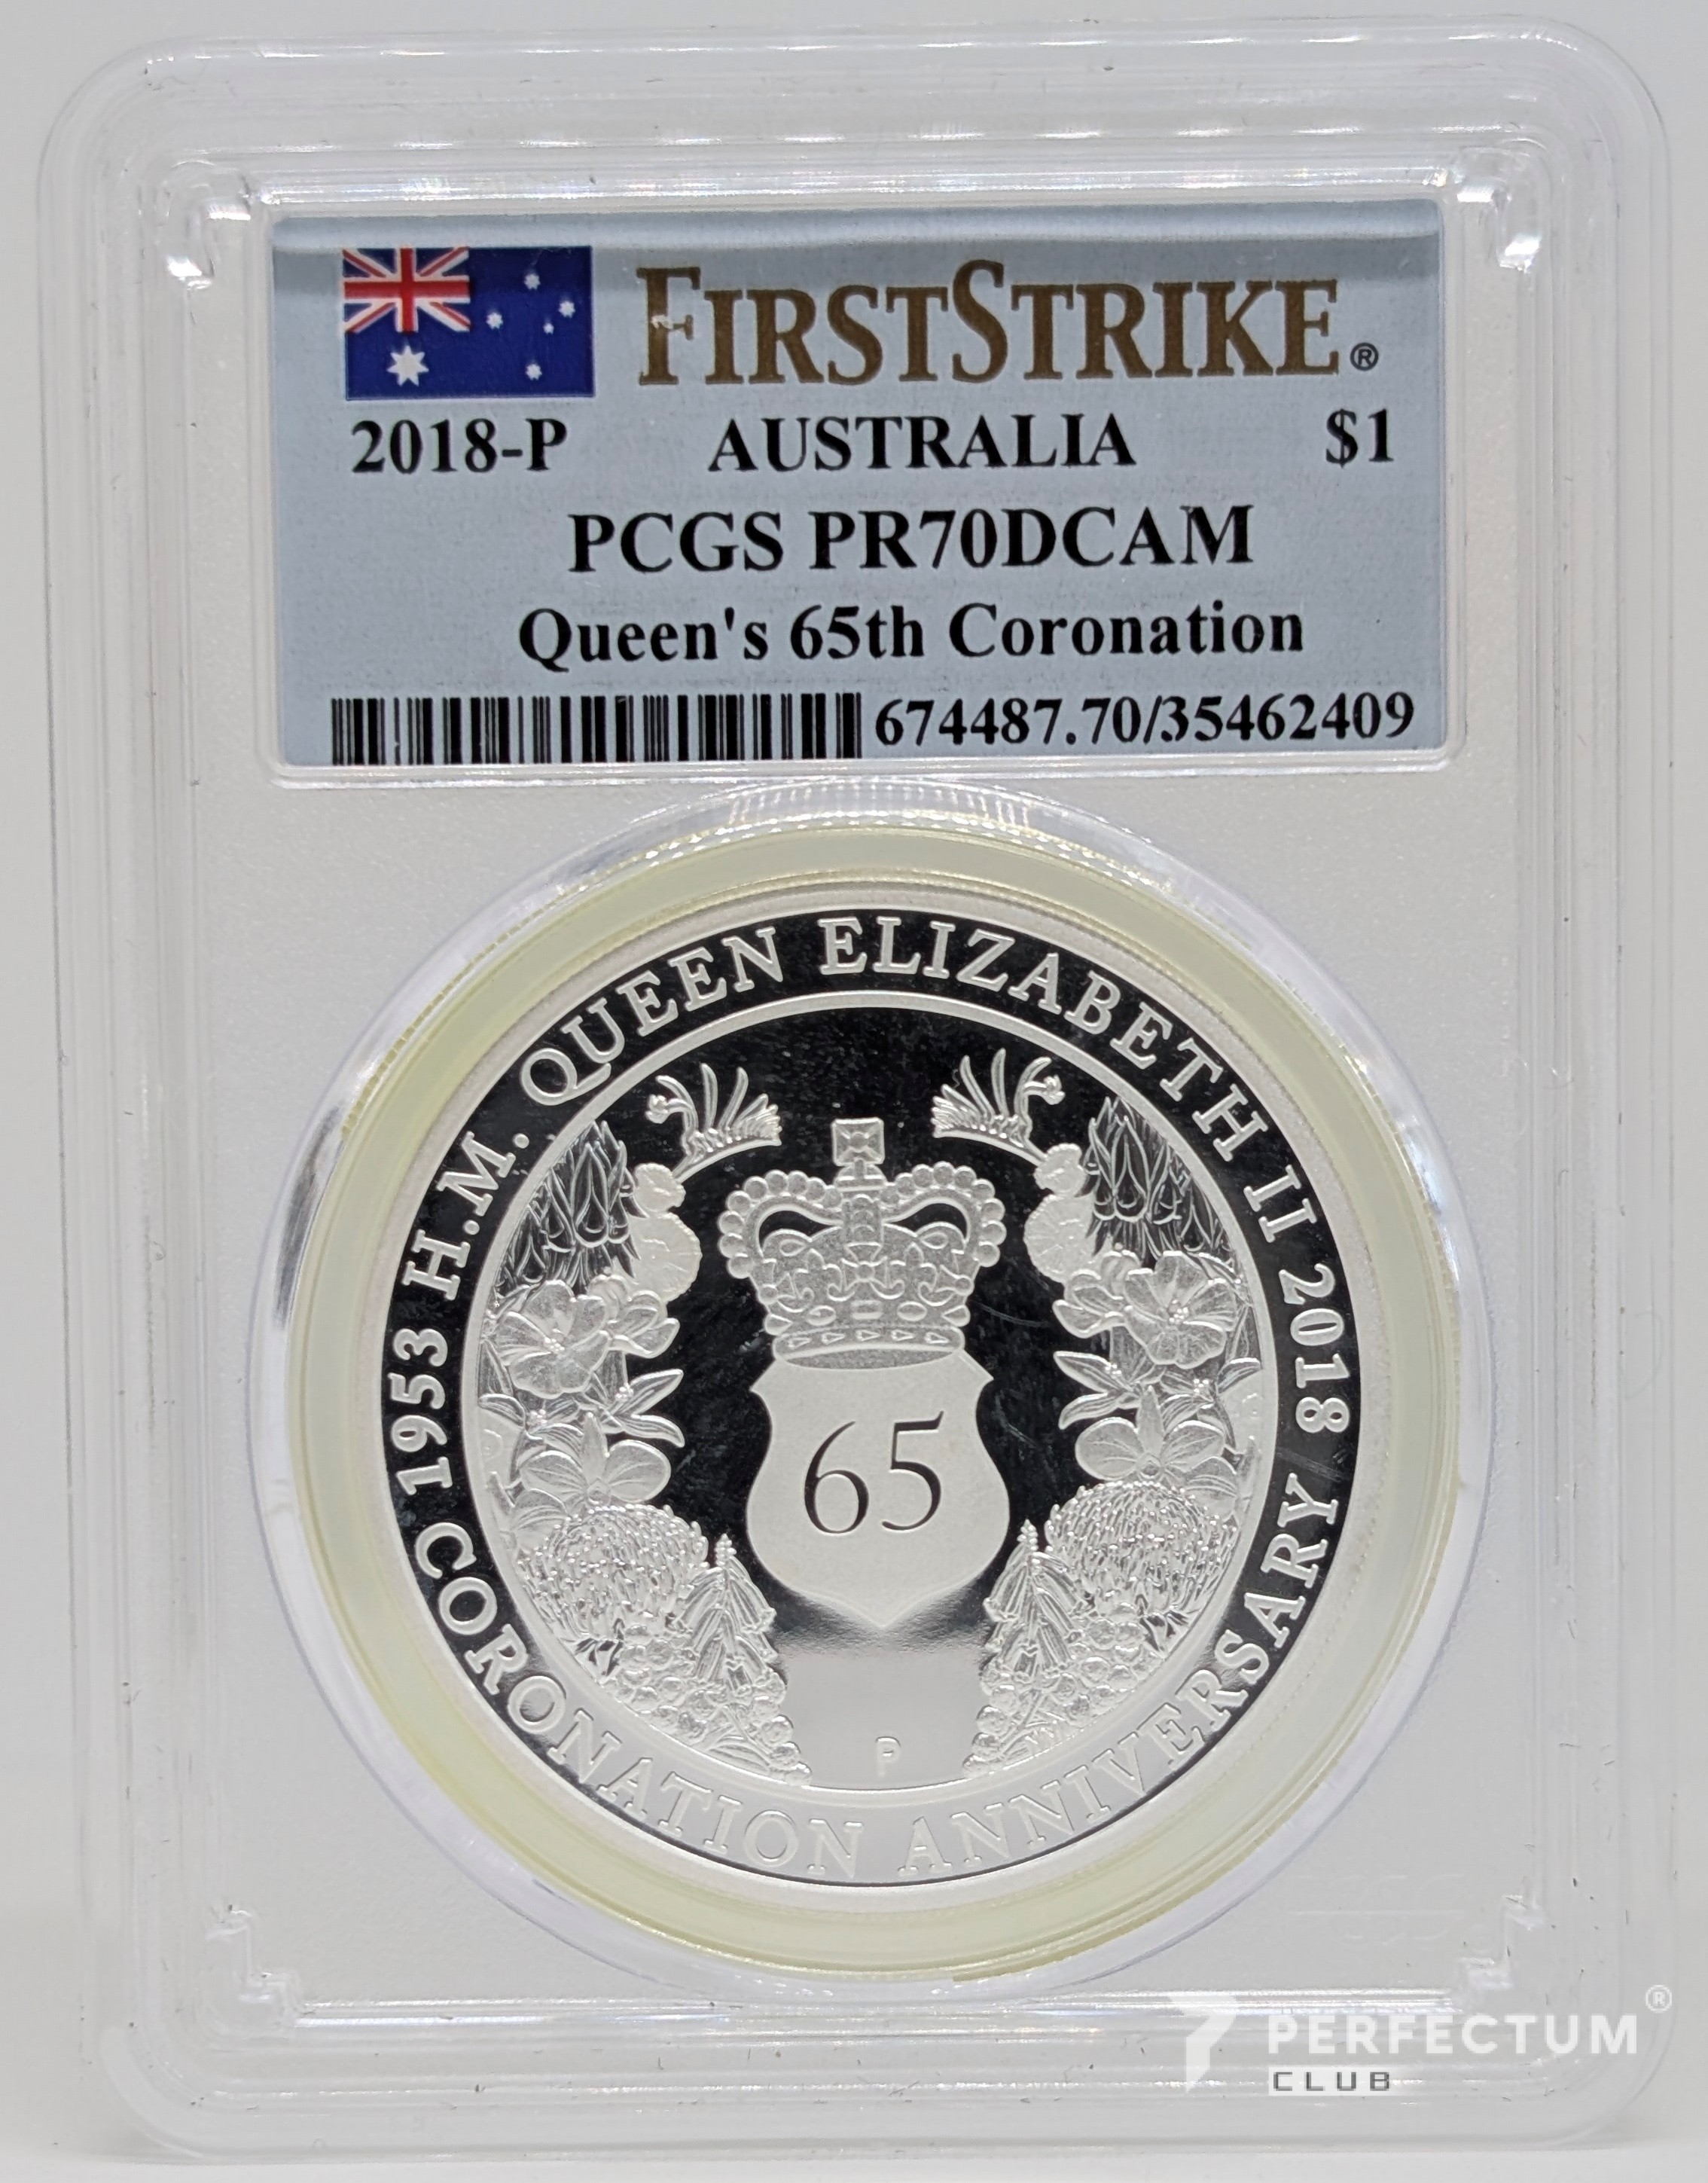 FIRSTSTRIKE®
2018-P AUSTRALIA $1
PCGS PR70DCAM
Queen's 65th Coronation
674487.70/35462409
1953 H.M. QUEEN ELIZABETH II 2018
65
P
CORONATION ANNIVERSARY
PERFECTUM®
CLUB